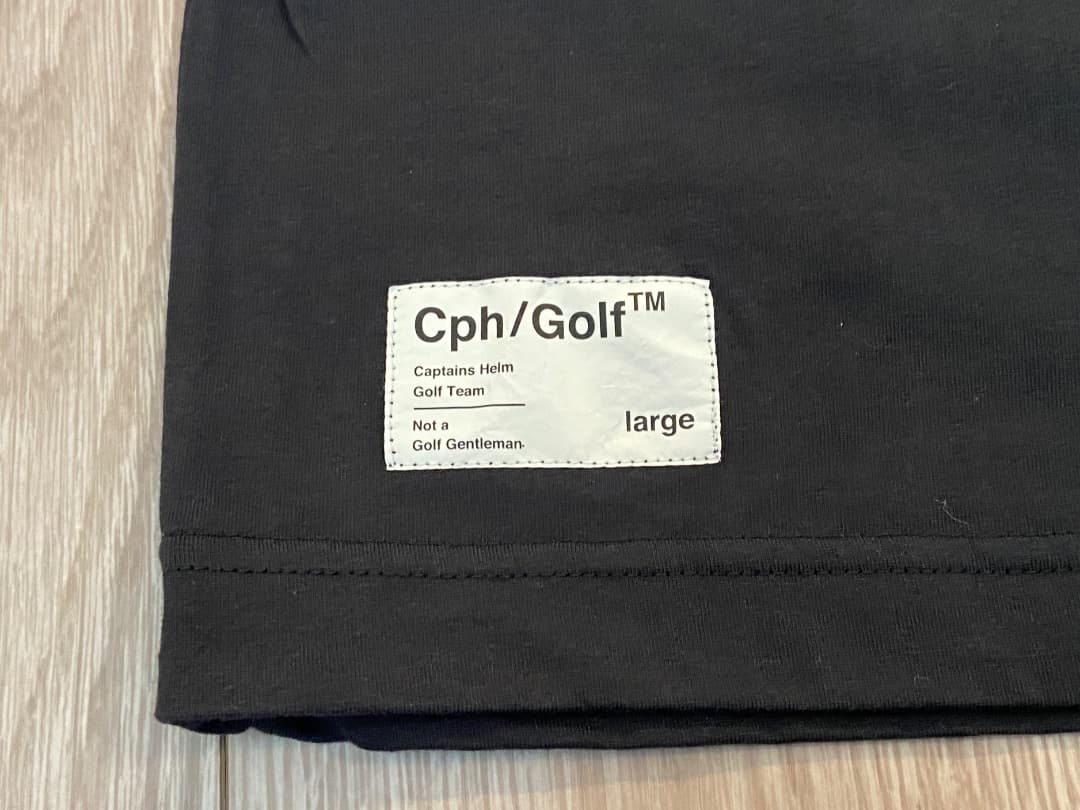 Cph/Golf™
Captains Helm
Golf Team
Not a
Golf Gentleman.
large